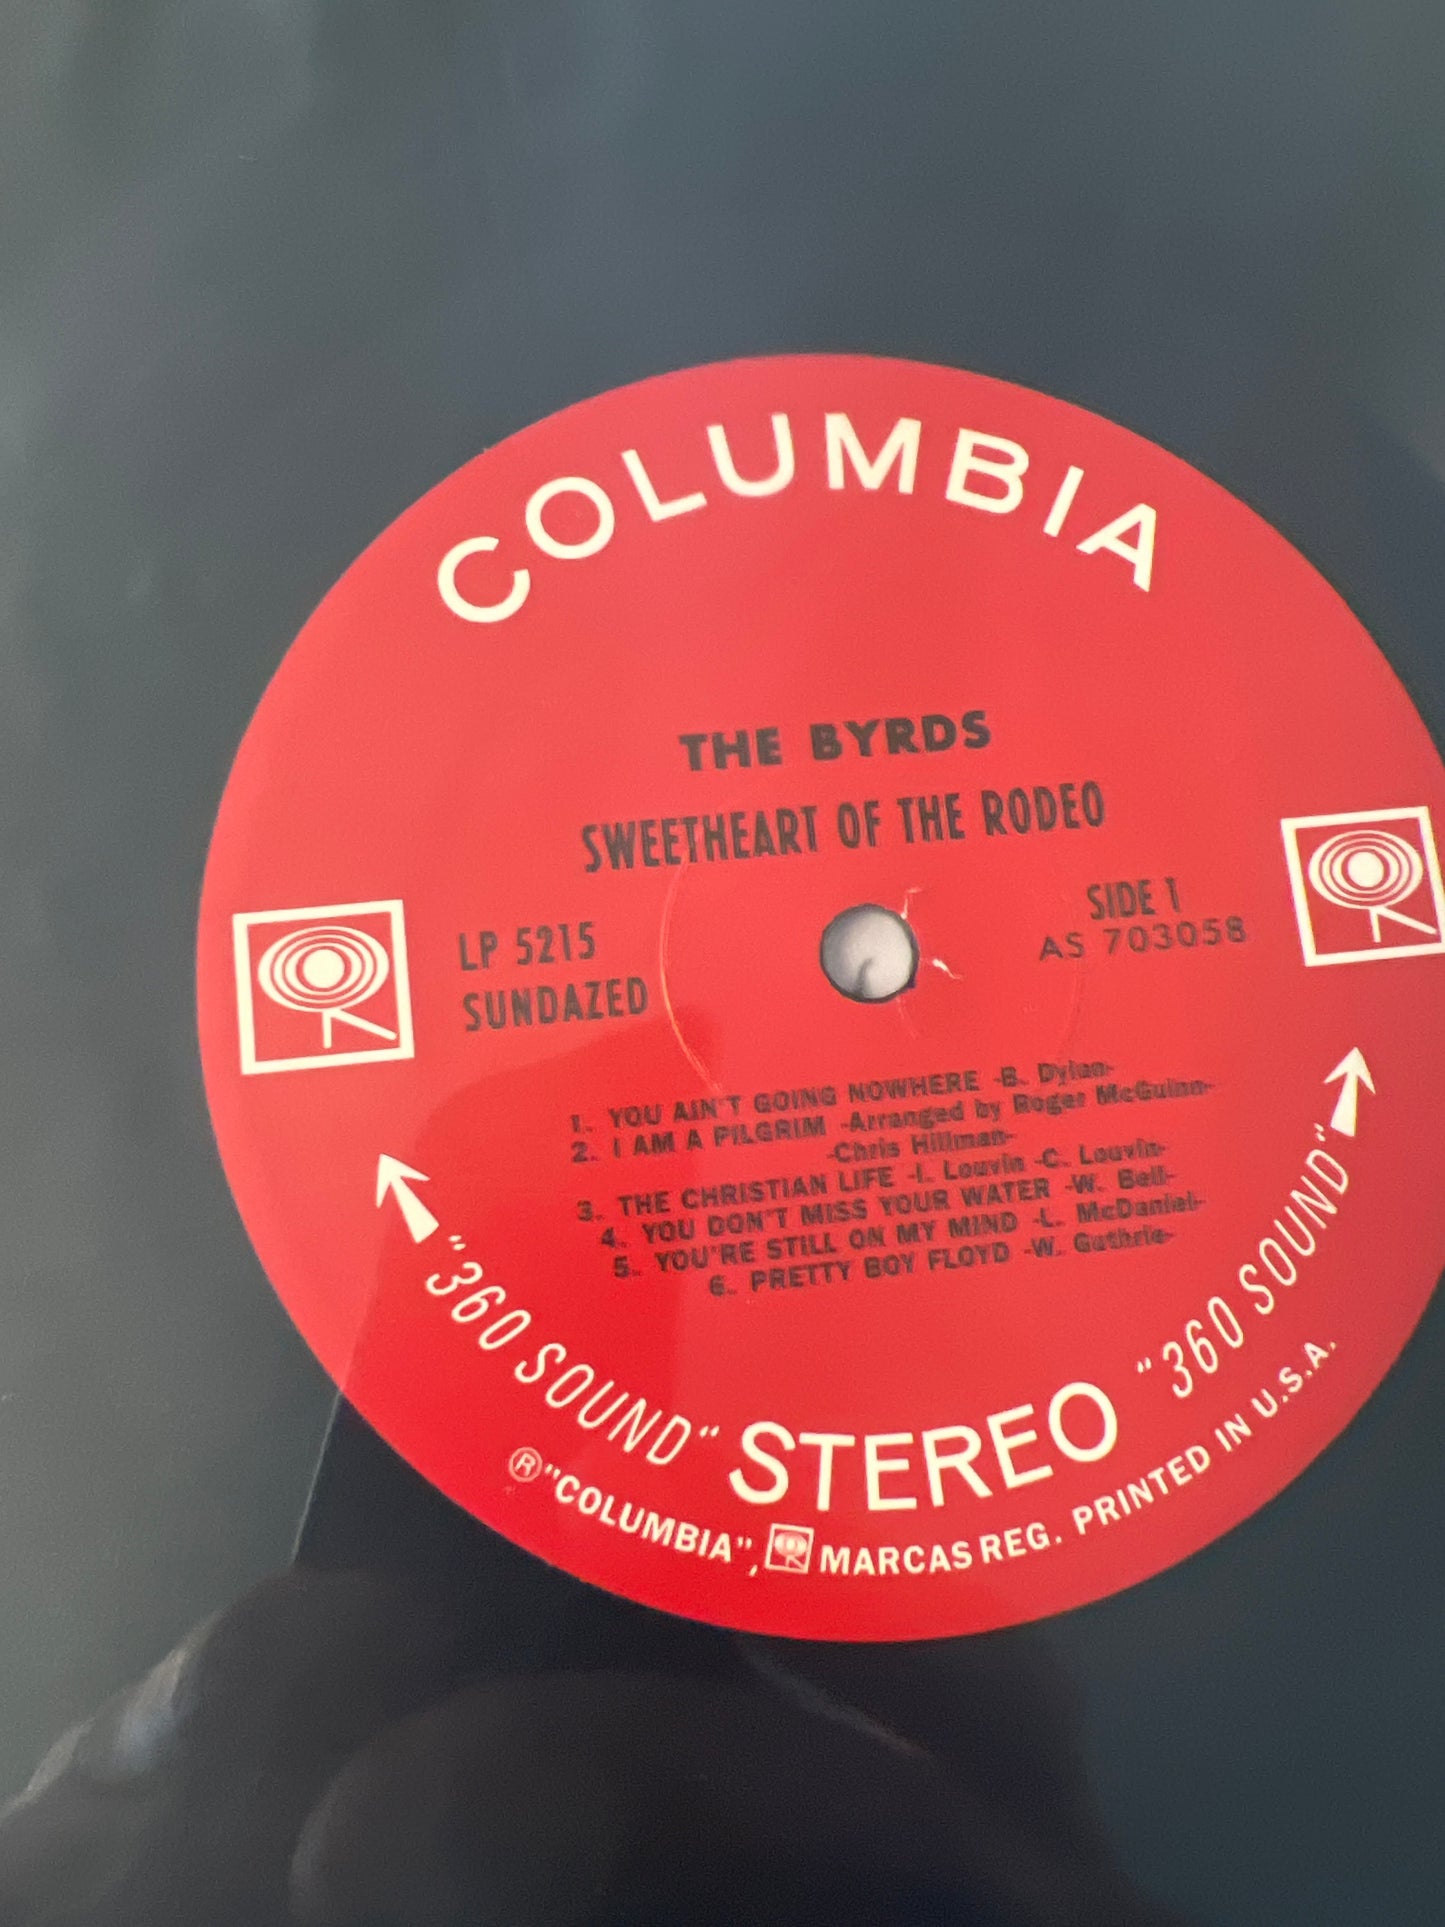 COLUMBIA
THE BYRDS
SWEETHEART OF THE RODEO
LP 5215
SUNDAZED
SIDE 1
AS 703058
1. YOU AIN'T GOING NOWHERE -B. Dylan-
2. I AM A PILGRIM -Arranged by Roger McGuinn-
-Chris Hillman-
3. THE CHRISTIAN LIFE -I. Louvin -C. Louvin-
4. YOU DON'T MISS YOUR WATER -W. Bell-
5. YOU'RE STILL ON MY MIND -L. McDaniel-
6. PRETTY BOY FLOYD -W. Guthrie-
"360 SOUND" STEREO "360 SOUND"
® "COLUMBIA", MARCAS REG. PRINTED IN U.S.A.